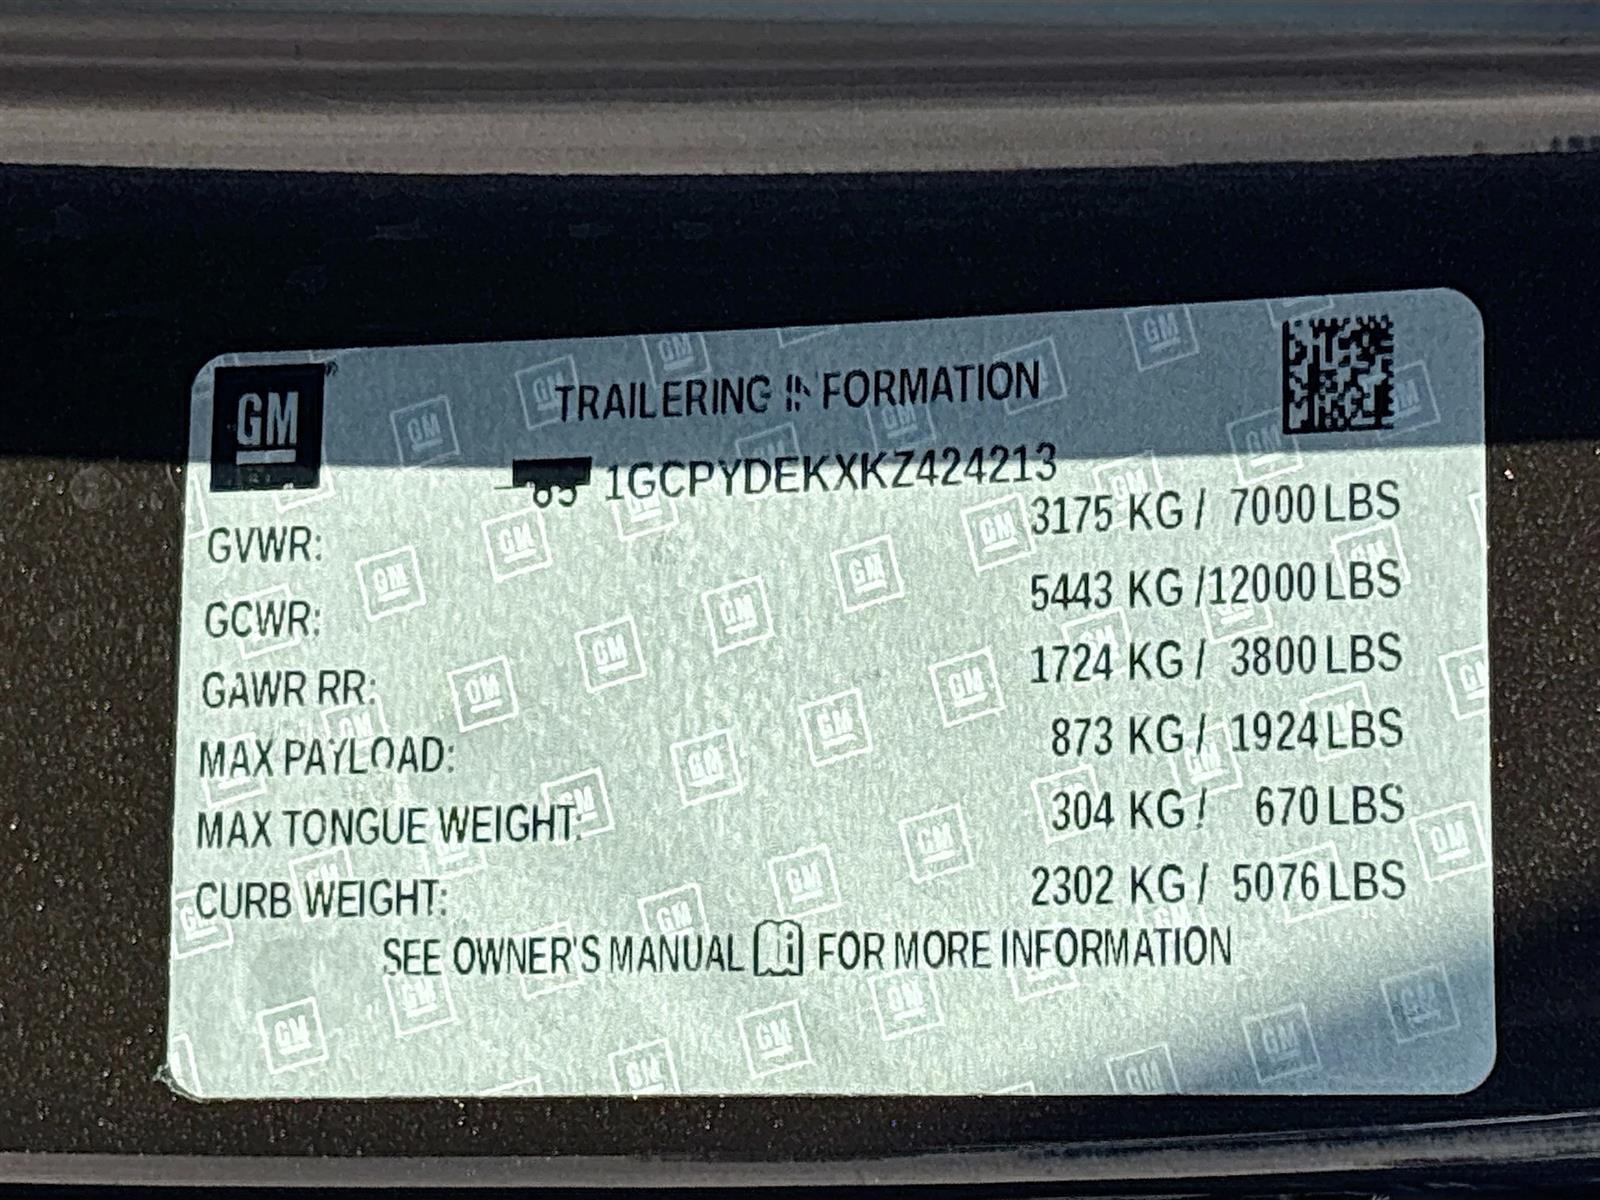 GM
TRAILERING INFORMATION
1GCPYDEKXKZ424213
GVWR: 3175 KG / 7000 LBS
GCWR: 5443 KG /12000 LBS
GAWR RR: 1724 KG / 3800 LBS
MAX PAYLOAD: 873 KG / 1924 LBS
MAX TONGUE WEIGHT: 304 KG / 670 LBS
CURB WEIGHT: 2302 KG / 5076 LBS
SEE OWNER'S MANUAL FOR MORE INFORMATION